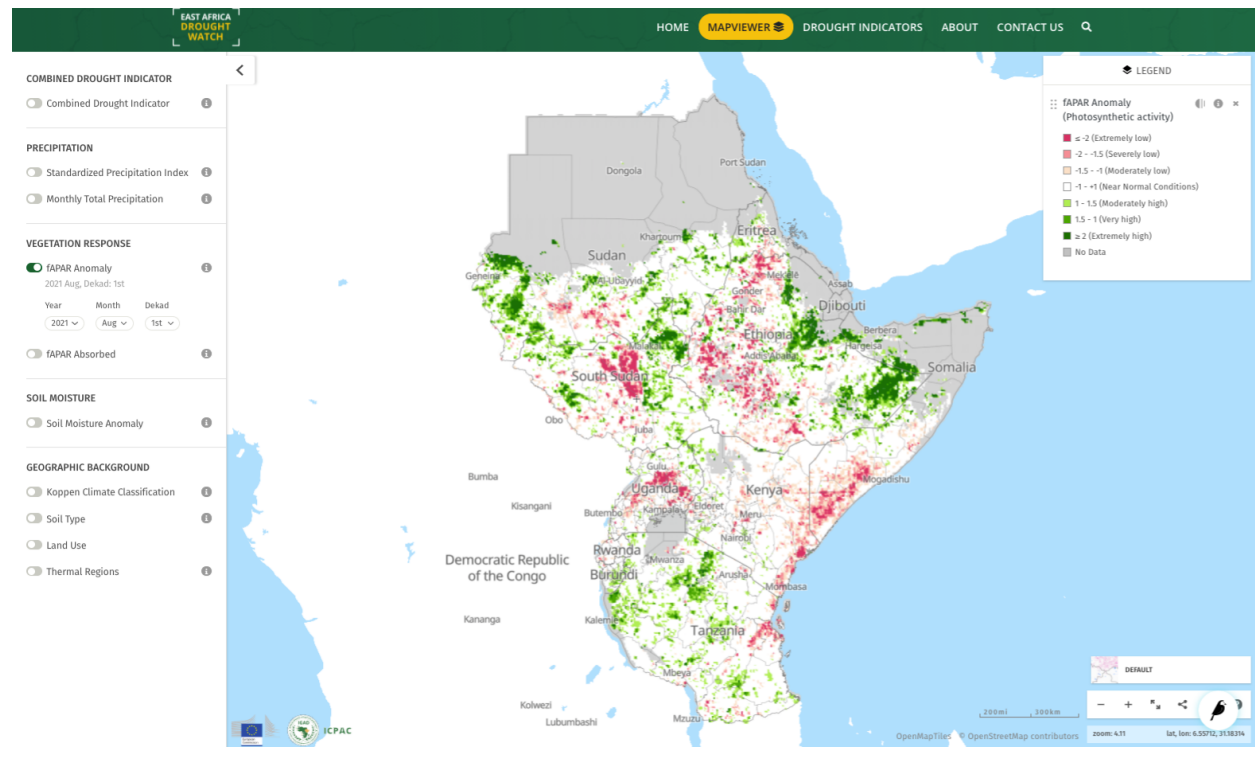 EAST AFRICA
DROUGHT
WATCH
HOME
MAPVIEWER
DROUGHT INDICATORS
ABOUT
CONTACT US
COMBINED DROUGHT INDICATOR
Combined Drought Indicator
PRECIPITATION
Standardized Precipitation Index
Monthly Total Precipitation
VEGETATION RESPONSE
fAPAR Anomaly
2021 Aug, Dekad: 1st
Year Month Dekad
2021 Aug 1st
fAPAR Absorbed
SOIL MOISTURE
Soil Moisture Anomaly
GEOGRAPHIC BACKGROUND
Koppen Climate Classification
Soil Type
Land Use
Thermal Regions
LEGEND
fAPAR Anomaly
(Photosynthetic activity)
≤ -2 (Extremely low)
-2 - -1.5 (Severely low)
-1.5 - -1 (Moderately low)
-1 - +1 (Near Normal Conditions)
1 - 1.5 (Moderately high)
1.5 - 1 (Very high)
≥ 2 (Extremely high)
No Data
Port Sudan
Dongola
Khartoum
Eritrea
Sudan
Geneina
Al-Ubayyid
Mekele
Assab
Gonder
Bahir Dar
Djibouti
Berbera
Ethiopia
Malakal
Hargeisa
Addis Ababa
Somalia
South Sudan
Obo
Juba
Gulu
Bumba
Mogadishu
Uganda
Kenya
Kisangani
Butembo
Kampala
Eldoret
Meru
Nairobi
Rwanda
Mwanza
Democratic Republic
of the Congo
Burundi
Arusha
Mombasa
Kananga
Kalemie
Tanzania
Mbeya
Kolwezi
Lubumbashi
Mzuzu
ICPAC
DEFAULT
200mi 300km
OpenMapTiles © OpenStreetMap contributors
zoom: 4.11
lat, lon: 6.55712, 31.18314